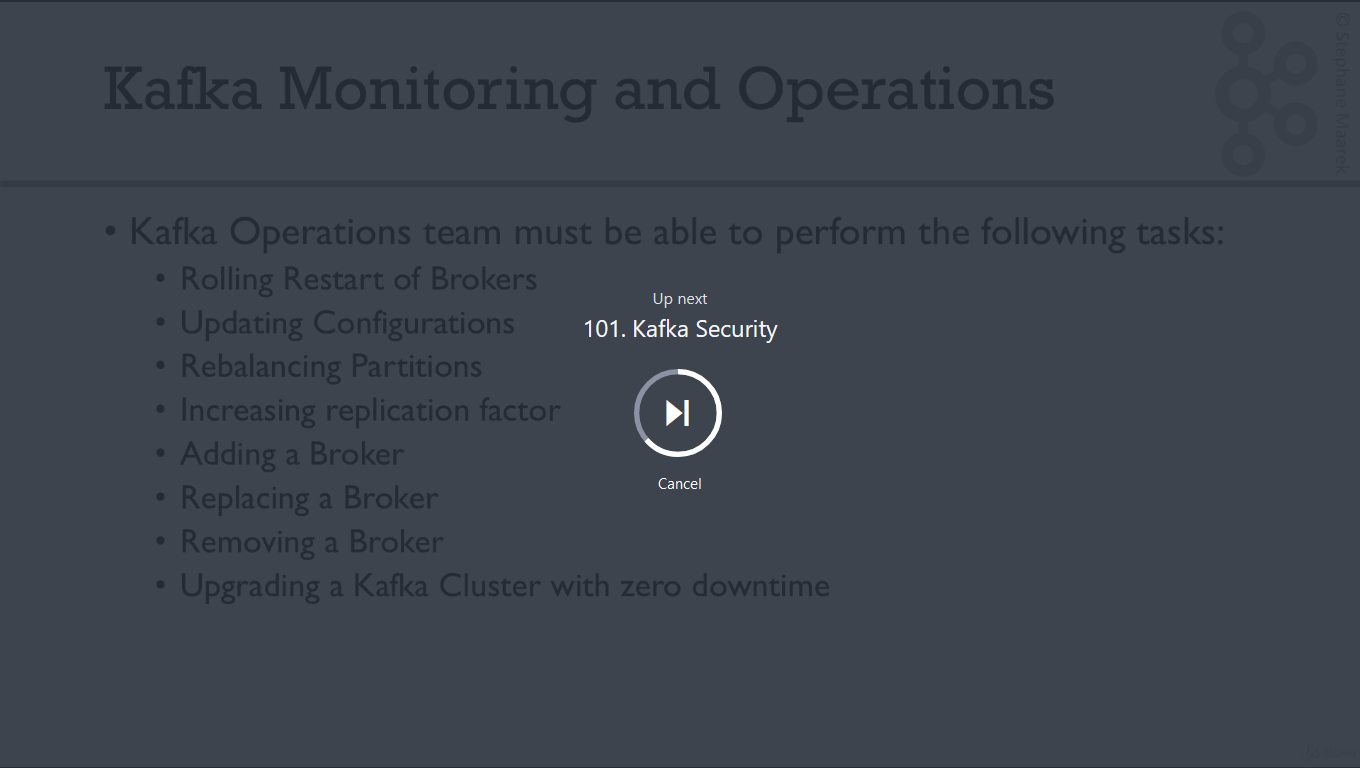 Kafka Monitoring and Operations
© Stephane Maarek
• Kafka Operations team must be able to perform the following tasks:
• Rolling Restart of Brokers
• Updating Configurations
• Rebalancing Partitions
• Increasing replication factor
• Adding a Broker
• Replacing a Broker
• Removing a Broker
• Upgrading a Kafka Cluster with zero downtime
Up next
101. Kafka Security
Cancel